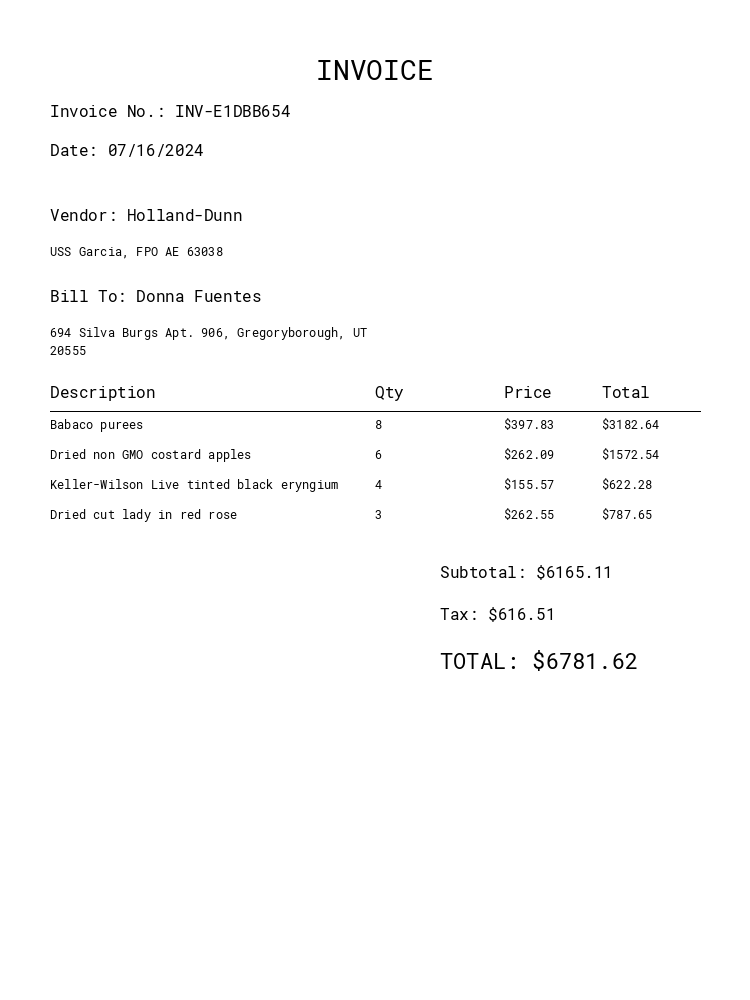 INVOICE
Invoice No.: INV-E1DBB654
Date: 07/16/2024
Vendor: Holland-Dunn
USS Garcia, FPO AE 63038
Bill To: Donna Fuentes
694 Silva Burgs Apt. 906, Gregoryborough, UT
20555
Description Qty Price Total
Babaco purees 8 $397.83 $3182.64
Dried non GMO costard apples 6 $262.09 $1572.54
Keller-Wilson Live tinted black eryngium 4 $155.57 $622.28
Dried cut lady in red rose 3 $262.55 $787.65
Subtotal: $6165.11
Tax: $616.51
TOTAL: $6781.62